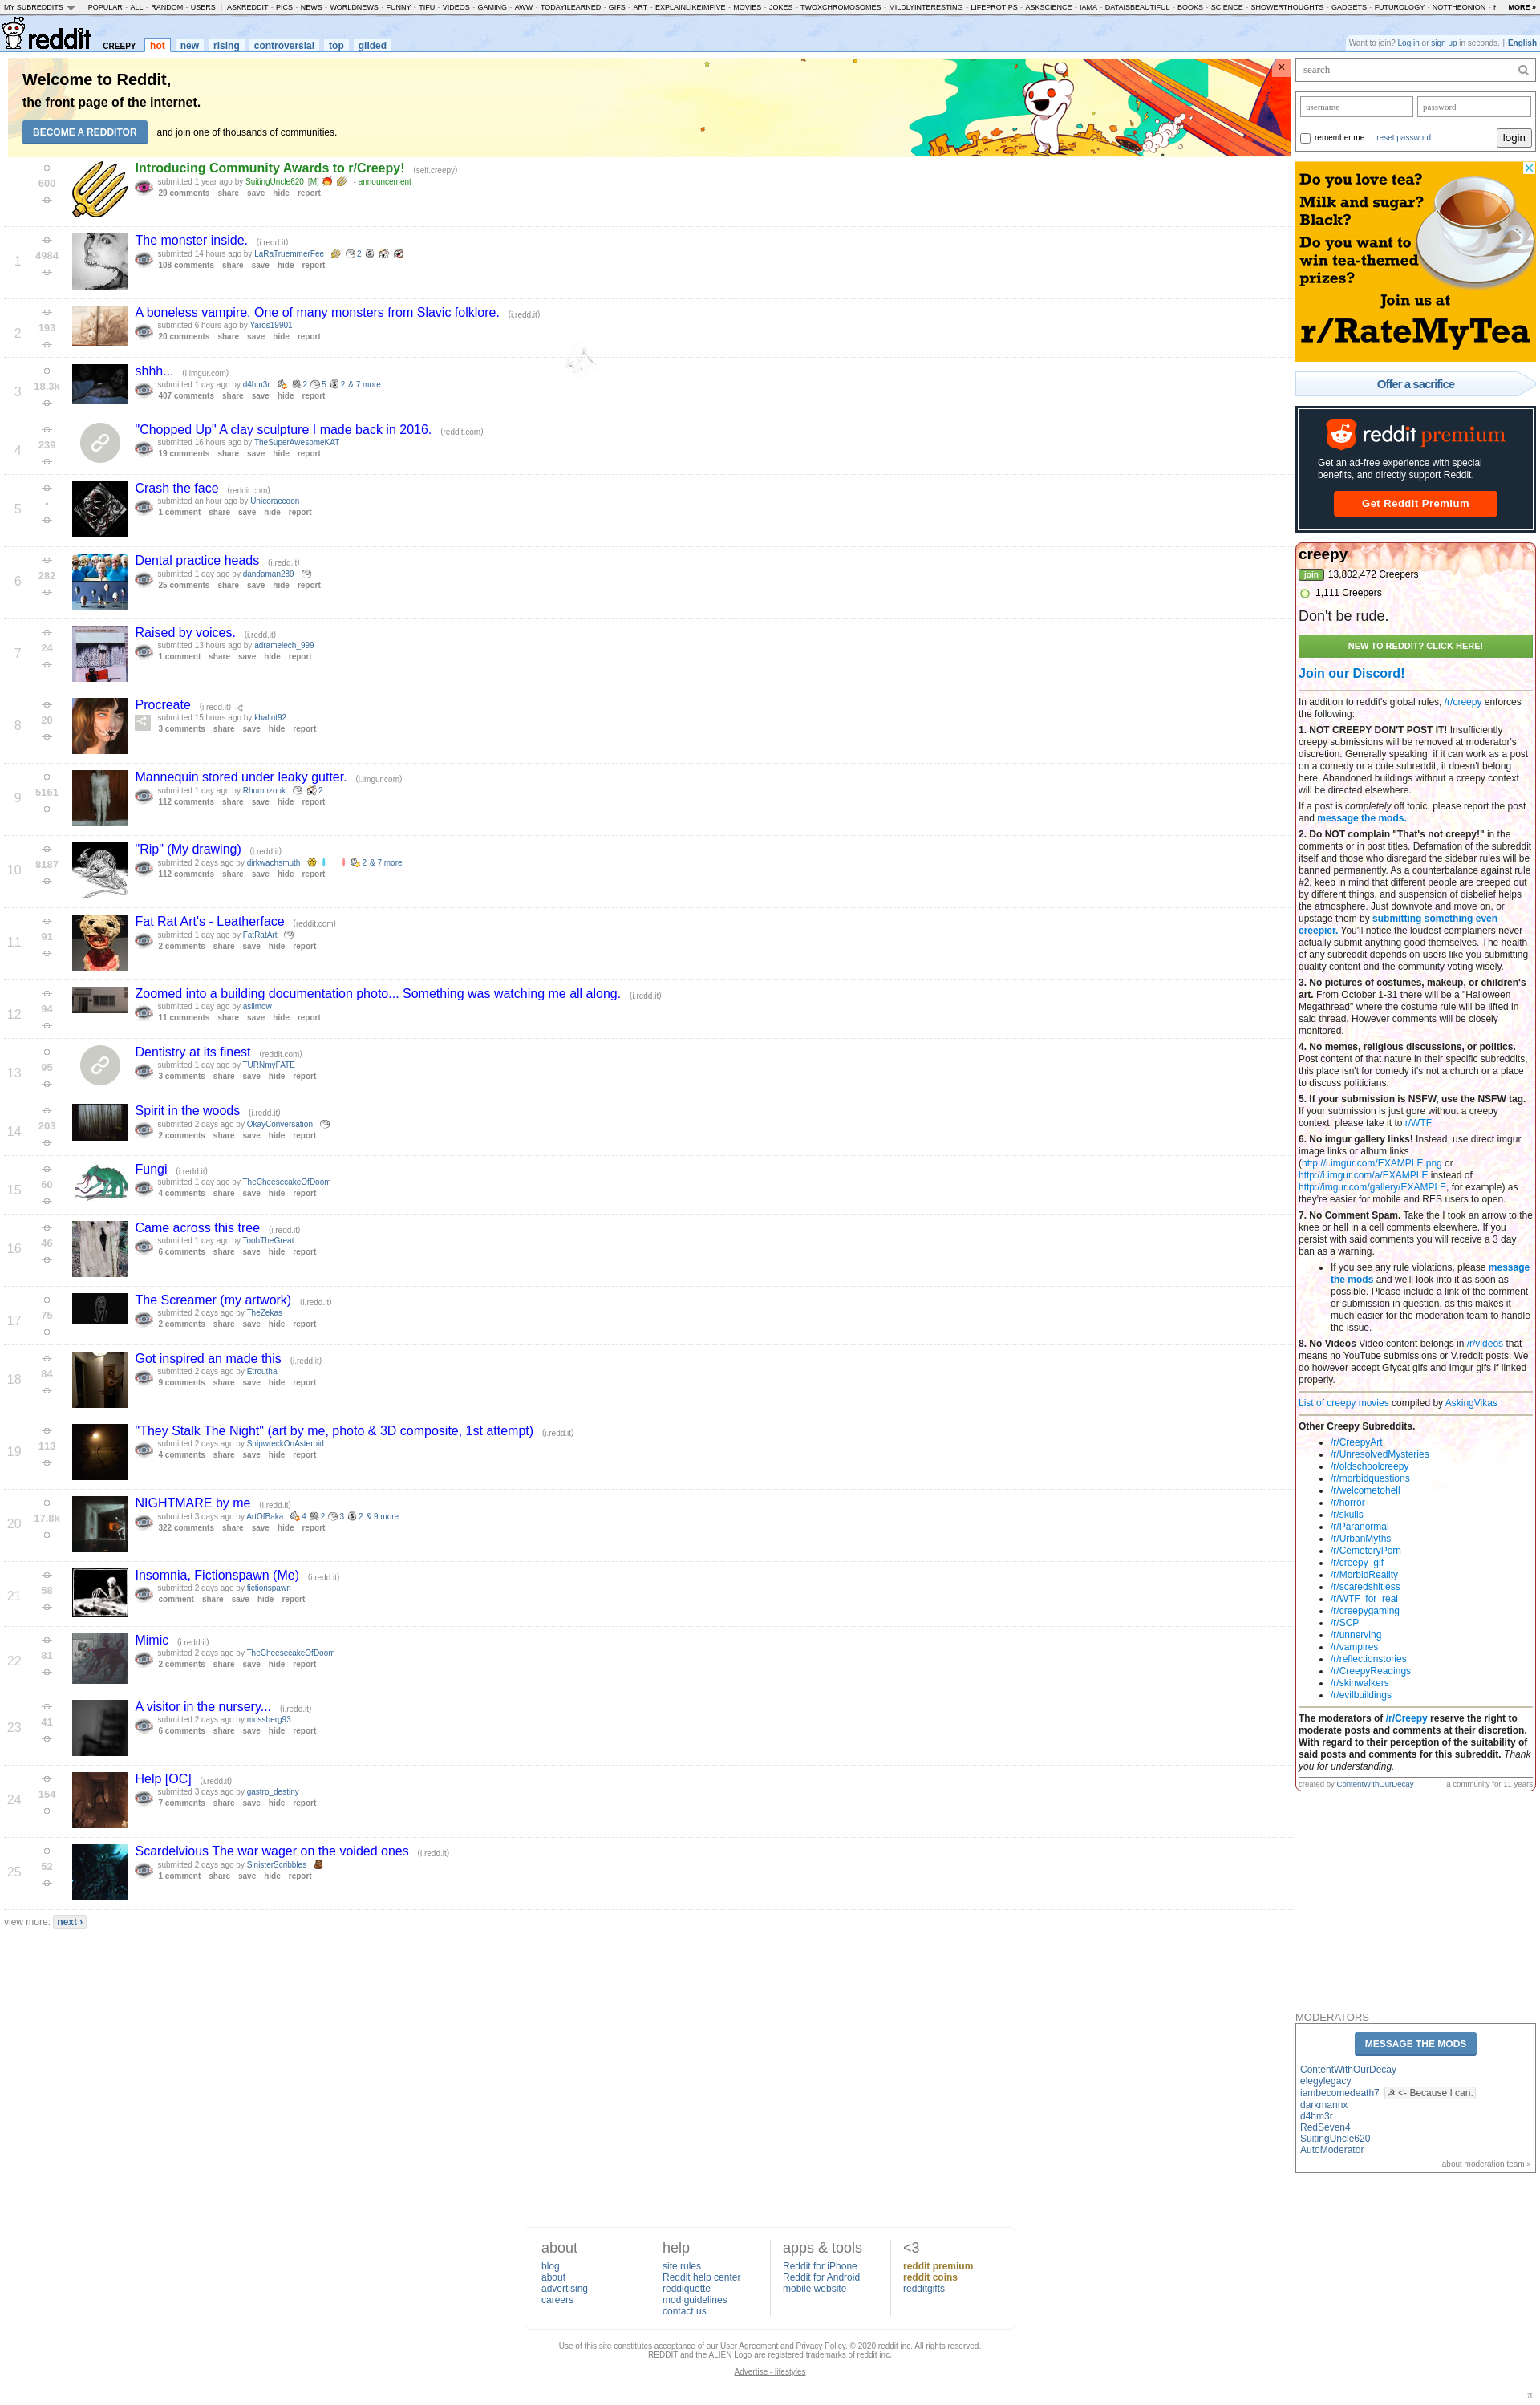 MY SUBREDDITS POPULAR - ALL - RANDOM - USERS | ASKREDDIT - PICS - NEWS - WORLDNEWS - FUNNY - TIFU - VIDEOS - GAMING - AWW - TODAYILEARNED - GIFS - ART - EXPLAINLIKEIMFIVE - MOVIES - JOKES - TWOXCHROMOSOMES - MILDLYINTERESTING - LIFEPROTIPS - ASKSCIENCE - IAMA - DATAISBEAUTIFUL - BOOKS - SCIENCE - SHOWERTHOUGHTS - GADGETS - FUTUROLOGY - NOTTHEONION - MORE »
reddit CREEPY hot new rising controversial top gilded
Want to join? Log in or sign up in seconds. | English
Welcome to Reddit,
the front page of the internet.
BECOME A REDDITOR and join one of thousands of communities.
×
600
Introducing Community Awards to r/Creepy! (self.creepy)
submitted 1 year ago by SuitingUncle620 [M] - announcement
29 comments share save hide report
1
4984
The monster inside. (i.redd.it)
submitted 14 hours ago by LaRaTruemmerFee 2
108 comments share save hide report
2
193
A boneless vampire. One of many monsters from Slavic folklore. (i.redd.it)
submitted 6 hours ago by Yaros19901
20 comments share save hide report
3
18.3k
shhh... (i.imgur.com)
submitted 1 day ago by d4hm3r 2 5 2 & 7 more
407 comments share save hide report
4
239
"Chopped Up" A clay sculpture I made back in 2016. (reddit.com)
submitted 16 hours ago by TheSuperAwesomeKAT
19 comments share save hide report
5
•
Crash the face (reddit.com)
submitted an hour ago by Unicoraccoon
1 comment share save hide report
6
282
Dental practice heads (i.redd.it)
submitted 1 day ago by dandaman289
25 comments share save hide report
7
24
Raised by voices. (i.redd.it)
submitted 13 hours ago by adramelech_999
1 comment share save hide report
8
20
Procreate (i.redd.it)
submitted 15 hours ago by kbalint92
3 comments share save hide report
9
5161
Mannequin stored under leaky gutter. (i.imgur.com)
submitted 1 day ago by Rhumnzouk 2
112 comments share save hide report
10
8187
"Rip" (My drawing) (i.redd.it)
submitted 2 days ago by dirkwachsmuth 2 & 7 more
112 comments share save hide report
11
91
Fat Rat Art's - Leatherface (reddit.com)
submitted 1 day ago by FatRatArt
2 comments share save hide report
12
94
Zoomed into a building documentation photo... Something was watching me all along. (i.redd.it)
submitted 1 day ago by asiimow
11 comments share save hide report
13
95
Dentistry at its finest (reddit.com)
submitted 1 day ago by TURNmyFATE
3 comments share save hide report
14
203
Spirit in the woods (i.redd.it)
submitted 2 days ago by OkayConversation
2 comments share save hide report
15
60
Fungi (i.redd.it)
submitted 1 day ago by TheCheesecakeOfDoom
4 comments share save hide report
16
46
Came across this tree (i.redd.it)
submitted 1 day ago by ToobTheGreat
6 comments share save hide report
17
75
The Screamer (my artwork) (i.redd.it)
submitted 2 days ago by TheZekas
2 comments share save hide report
18
84
Got inspired an made this (i.redd.it)
submitted 2 days ago by Etroutha
9 comments share save hide report
19
113
"They Stalk The Night" (art by me, photo & 3D composite, 1st attempt) (i.redd.it)
submitted 2 days ago by ShipwreckOnAsteroid
4 comments share save hide report
20
17.8k
NIGHTMARE by me (i.redd.it)
submitted 3 days ago by ArtOfBaka 4 2 3 2 & 9 more
322 comments share save hide report
21
58
Insomnia, Fictionspawn (Me) (i.redd.it)
submitted 2 days ago by fictionspawn
comment share save hide report
22
81
Mimic (i.redd.it)
submitted 2 days ago by TheCheesecakeOfDoom
2 comments share save hide report
23
41
A visitor in the nursery... (i.redd.it)
submitted 2 days ago by mossberg93
6 comments share save hide report
24
154
Help [OC] (i.redd.it)
submitted 3 days ago by gastro_destiny
7 comments share save hide report
25
52
Scardelvious The war wager on the voided ones (i.redd.it)
submitted 2 days ago by SinisterScribbles
1 comment share save hide report
view more: next ›
search
username password
remember me reset password login
Do you love tea?
Milk and sugar?
Black?
Do you want to
win tea-themed
prizes?
Join us at
r/RateMyTea
Offer a sacrifice
reddit premium
Get an ad-free experience with special
benefits, and directly support Reddit.
Get Reddit Premium
creepy
join 13,802,472 Creepers
1,111 Creepers
Don't be rude.
NEW TO REDDIT? CLICK HERE!
Join our Discord!
In addition to reddit's global rules, /r/creepy enforces
the following:
1. NOT CREEPY DON'T POST IT! Insufficiently
creepy submissions will be removed at moderator's
discretion. Generally speaking, if it can work as a post
on a comedy or a cute subreddit, it doesn't belong
here. Abandoned buildings without a creepy context
will be directed elsewhere.
If a post is completely off topic, please report the post
and message the mods.
2. Do NOT complain "That's not creepy!" in the
comments or in post titles. Defamation of the subreddit
itself and those who disregard the sidebar rules will be
banned permanently. As a counterbalance against rule
#2, keep in mind that different people are creeped out
by different things, and suspension of disbelief helps
the atmosphere. Just downvote and move on, or
upstage them by submitting something even
creepier. You'll notice the loudest complainers never
actually submit anything good themselves. The health
of any subreddit depends on users like you submitting
quality content and the community voting wisely.
3. No pictures of costumes, makeup, or children's
art. From October 1-31 there will be a "Halloween
Megathread" where the costume rule will be lifted in
said thread. However comments will be closely
monitored.
4. No memes, religious discussions, or politics.
Post content of that nature in their specific subreddits,
this place isn't for comedy it's not a church or a place
to discuss politicians.
5. If your submission is NSFW, use the NSFW tag.
If your submission is just gore without a creepy
context, please take it to r/WTF
6. No imgur gallery links! Instead, use direct imgur
image links or album links
(http://i.imgur.com/EXAMPLE.png or
http://i.imgur.com/a/EXAMPLE instead of
http://imgur.com/gallery/EXAMPLE, for example) as
they're easier for mobile and RES users to open.
7. No Comment Spam. Take the I took an arrow to the
knee or hell in a cell comments elsewhere. If you
persist with said comments you will receive a 3 day
ban as a warning.
• If you see any rule violations, please message
the mods and we'll look into it as soon as
possible. Please include a link of the comment
or submission in question, as this makes it
much easier for the moderation team to handle
the issue.
8. No Videos Video content belongs in /r/videos that
means no YouTube submissions or V.reddit posts. We
do however accept Gfycat gifs and Imgur gifs if linked
properly.
List of creepy movies compiled by AskingVikas
Other Creepy Subreddits.
• /r/CreepyArt
• /r/UnresolvedMysteries
• /r/oldschoolcreepy
• /r/morbidquestions
• /r/welcometohell
• /r/horror
• /r/skulls
• /r/Paranormal
• /r/UrbanMyths
• /r/CemeteryPorn
• /r/creepy_gif
• /r/MorbidReality
• /r/scaredshitless
• /r/WTF_for_real
• /r/creepygaming
• /r/SCP
• /r/unnerving
• /r/vampires
• /r/reflectionstories
• /r/CreepyReadings
• /r/skinwalkers
• /r/evilbuildings
The moderators of /r/Creepy reserve the right to
moderate posts and comments at their discretion.
With regard to their perception of the suitability of
said posts and comments for this subreddit. Thank
you for understanding.
created by ContentWithOurDecay a community for 11 years
MODERATORS
MESSAGE THE MODS
ContentWithOurDecay
elegylegacy
iambecomedeath7 ☭ <- Because I can.
darkmannx
d4hm3r
RedSeven4
SuitingUncle620
AutoModerator
about moderation team »
about
blog
about
advertising
careers
help
site rules
Reddit help center
reddiquette
mod guidelines
contact us
apps & tools
Reddit for iPhone
Reddit for Android
mobile website
<3
reddit premium
reddit coins
redditgifts
Use of this site constitutes acceptance of our User Agreement and Privacy Policy. © 2020 reddit inc. All rights reserved.
REDDIT and the ALIEN Logo are registered trademarks of reddit inc.
Advertise - lifestyles
π